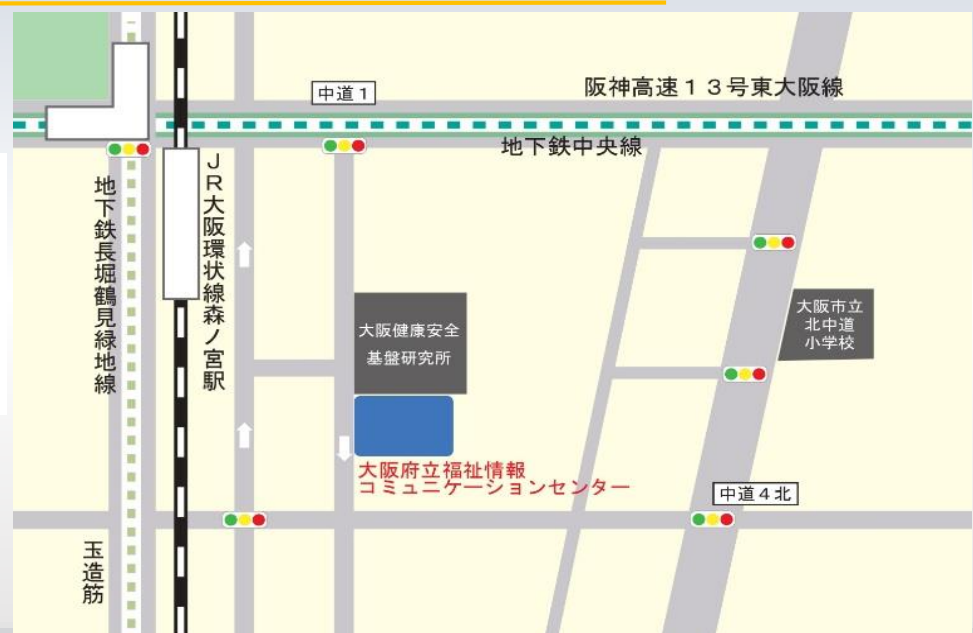 中道1
阪神高速１３号東大阪線
地下鉄中央線
地下鉄長堀鶴見緑地線
ＪＲ大阪環状線森ノ宮駅
大阪健康安全
基盤研究所
大阪市立
北中道
小学校
大阪府立福祉情報
コミュニケーションセンター
中道4北
玉造筋